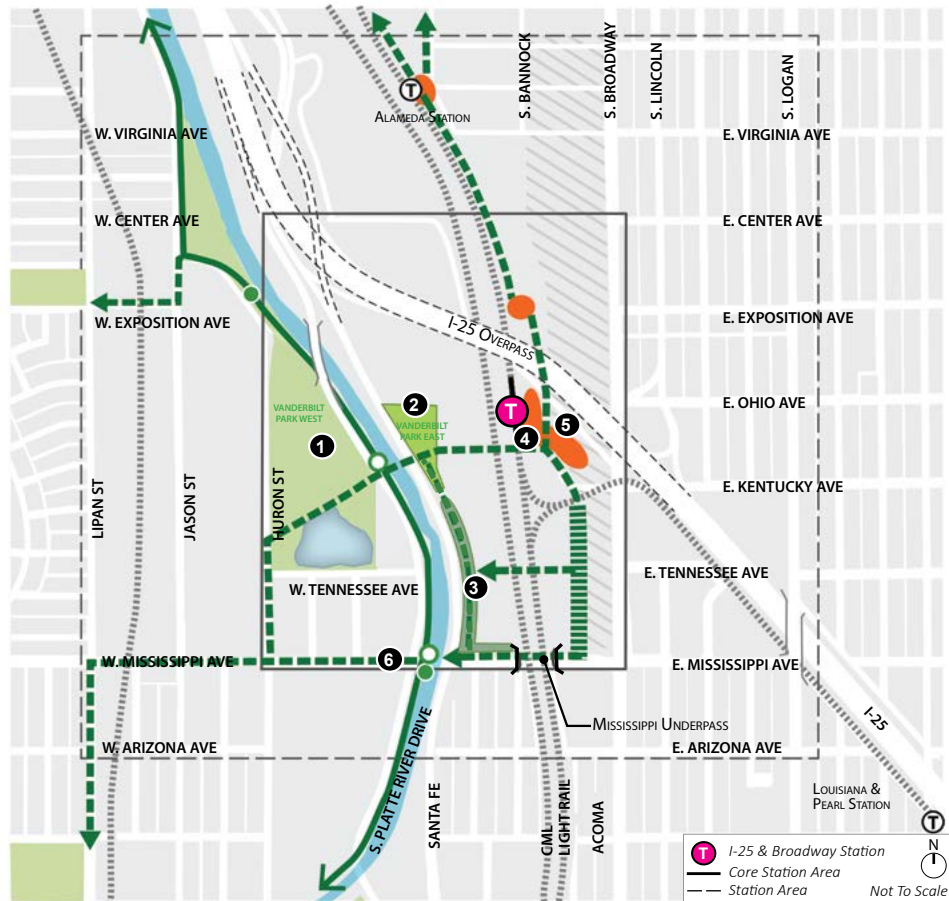 S. BANNOCK
S. BROADWAY
S. LINCOLN
S. LOGAN
T
ALAMEDA STATION
W. VIRGINIA AVE
E. VIRGINIA AVE
W. CENTER AVE
E. CENTER AVE
W. EXPOSITION AVE
E. EXPOSITION AVE
I-25 OVERPASS
2
VANDERBILT
PARK WEST
VANDERBILT
PARK EAST
T
4
5
E. OHIO AVE
1
LIPAN ST
JASON ST
HURON ST
E. KENTUCKY AVE
W. TENNESSEE AVE
3
E. TENNESSEE AVE
W. MISSISSIPPI AVE
6
E. MISSISSIPPI AVE
MISSISSIPPI UNDERPASS
I-25
W. ARIZONA AVE
E. ARIZONA AVE
S. PLATTE RIVER DRIVE
SANTA FE
CML
LIGHT RAIL
ACOMA
LOUISIANA &
PEARL STATION
T
T I-25 & Broadway Station
N
Core Station Area
Station Area
Not To Scale